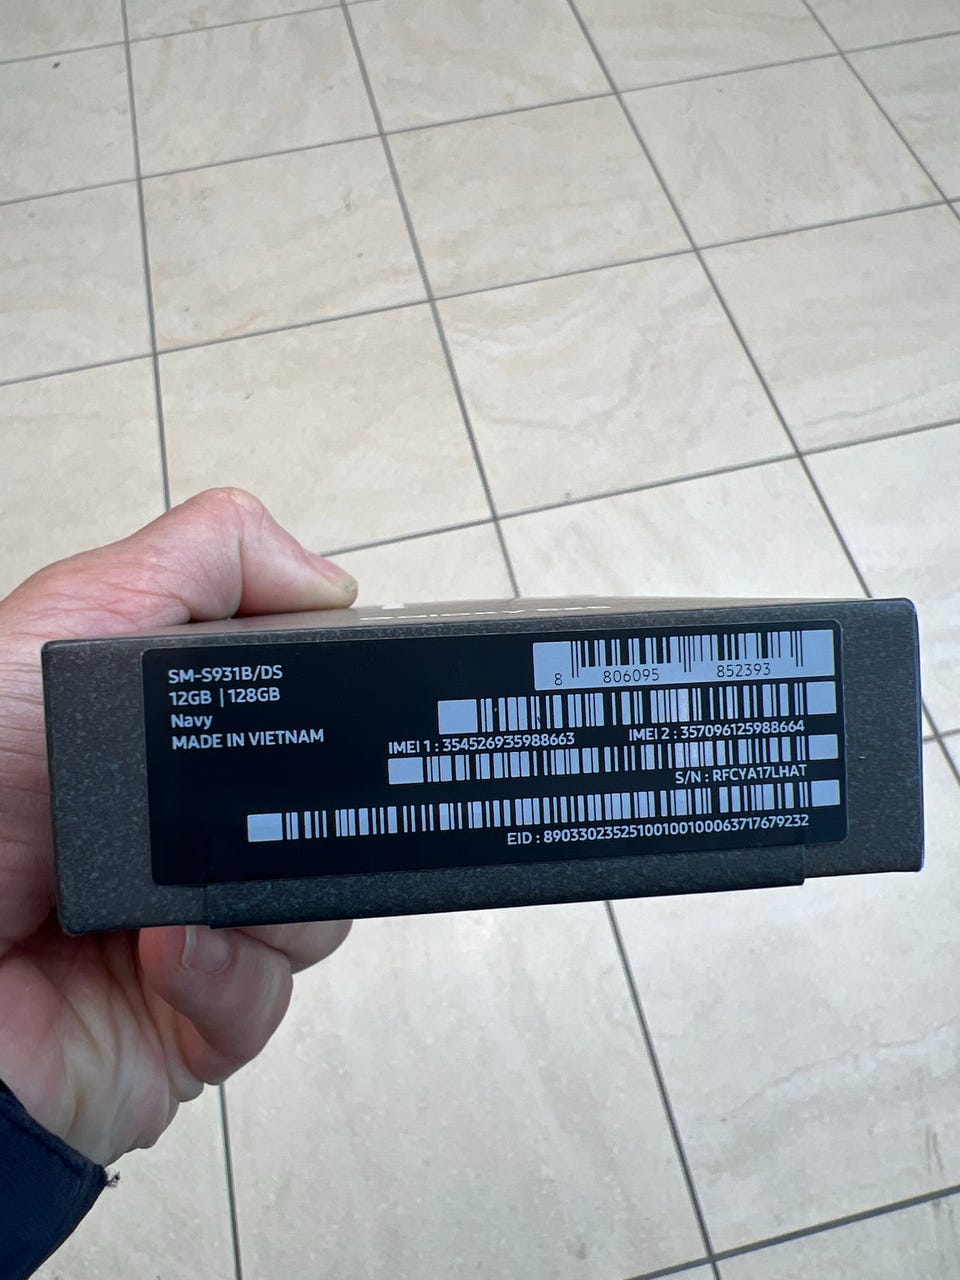 SM-S931B/DS
12GB | 128GB
Navy
MADE IN VIETNAM
8 806095 852393
IMEI 1 : 354526935988663
IMEI 2 : 357096125988664
S/N : RFCYA17LHAT
EID : 89033023525100100100063717679232